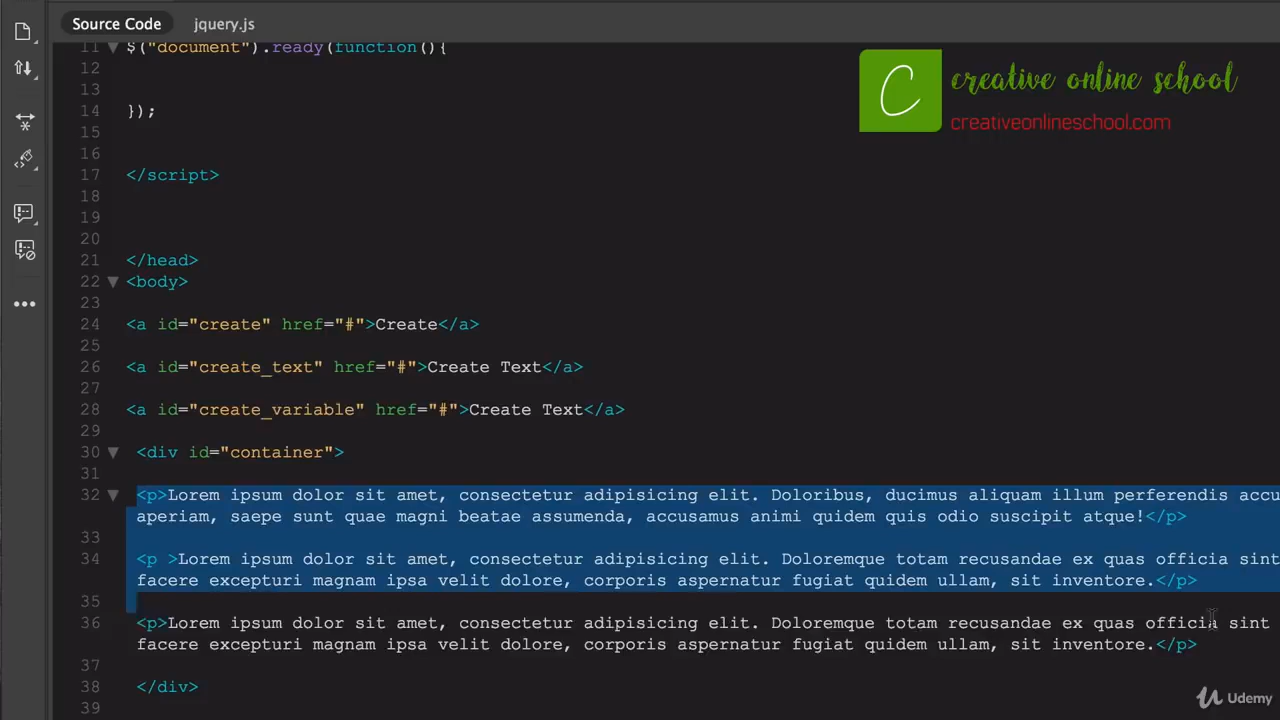 Source Code jquery.js
11 $("document").ready(function(){
12
13
14 });
15
16
17 </script>
18
19
20
21 </head>
22 <body>
23
24 <a id="create" href="#">Create</a>
25
26 <a id="create_text" href="#">Create Text</a>
27
28 <a id="create_variable" href="#">Create Text</a>
29
30 <div id="container">
31
32 <p>Lorem ipsum dolor sit amet, consectetur adipisicing elit. Doloribus, ducimus aliquam illum perferendis accu
aperiam, saepe sunt quae magni beatae assumenda, accusamus animi quidem quis odio suscipit atque!</p>
33
34 <p >Lorem ipsum dolor sit amet, consectetur adipisicing elit. Doloremque totam recusandae ex quas officia sint
facere excepturi magnam ipsa velit dolore, corporis aspernatur fugiat quidem ullam, sit inventore.</p>
35
36 <p>Lorem ipsum dolor sit amet, consectetur adipisicing elit. Doloremque totam recusandae ex quas officia sint
facere excepturi magnam ipsa velit dolore, corporis aspernatur fugiat quidem ullam, sit inventore.</p>
37
38 </div>
39
C creative online school
creativeonlineschool.com
Udemy